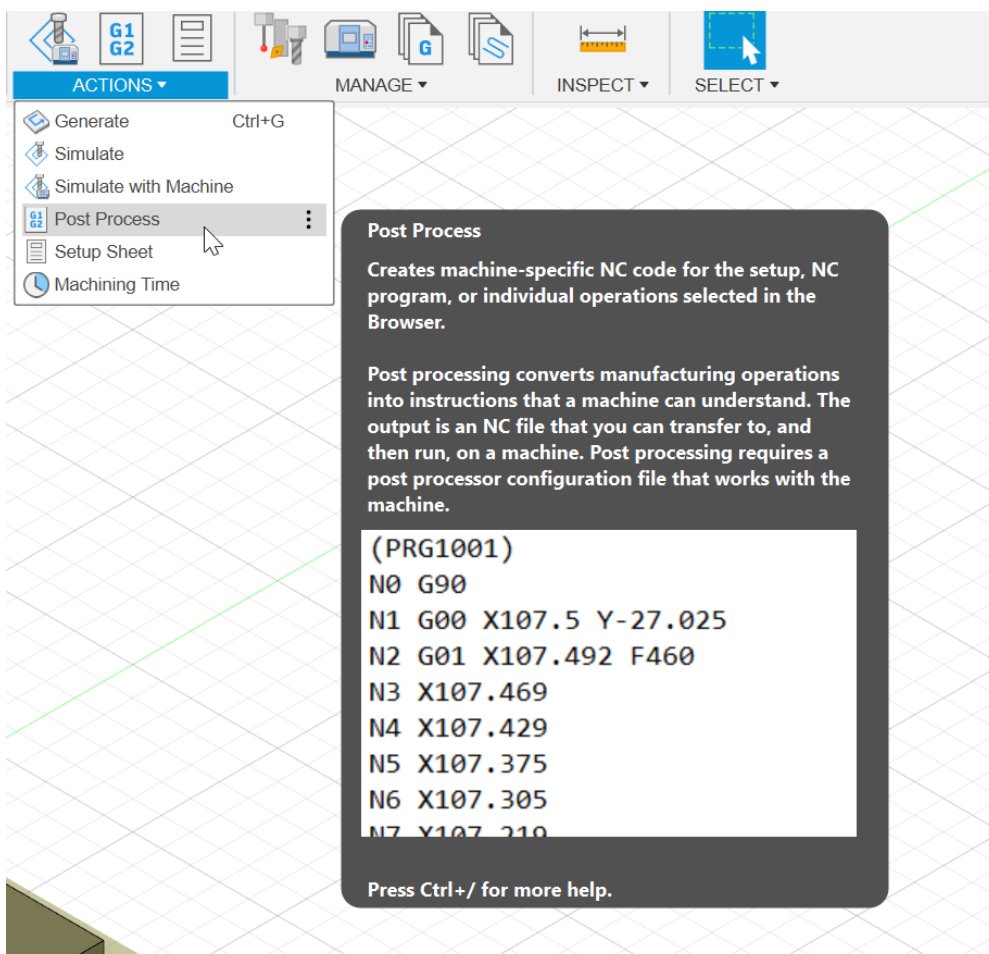 G1
G2
G
ACTIONS ▾
MANAGE ▾
INSPECT ▾
SELECT ▾
Generate Ctrl+G
Simulate
Simulate with Machine
G1
G2
Post Process
Setup Sheet
Machining Time
Post Process
Creates machine-specific NC code for the setup, NC
program, or individual operations selected in the
Browser.
Post processing converts manufacturing operations
into instructions that a machine can understand. The
output is an NC file that you can transfer to, and
then run, on a machine. Post processing requires a
post processor configuration file that works with the
machine.
(PRG1001)
N0 G90
N1 G00 X107.5 Y-27.025
N2 G01 X107.492 F460
N3 X107.469
N4 X107.429
N5 X107.375
N6 X107.305
N7 X107.219
Press Ctrl+/ for more help.